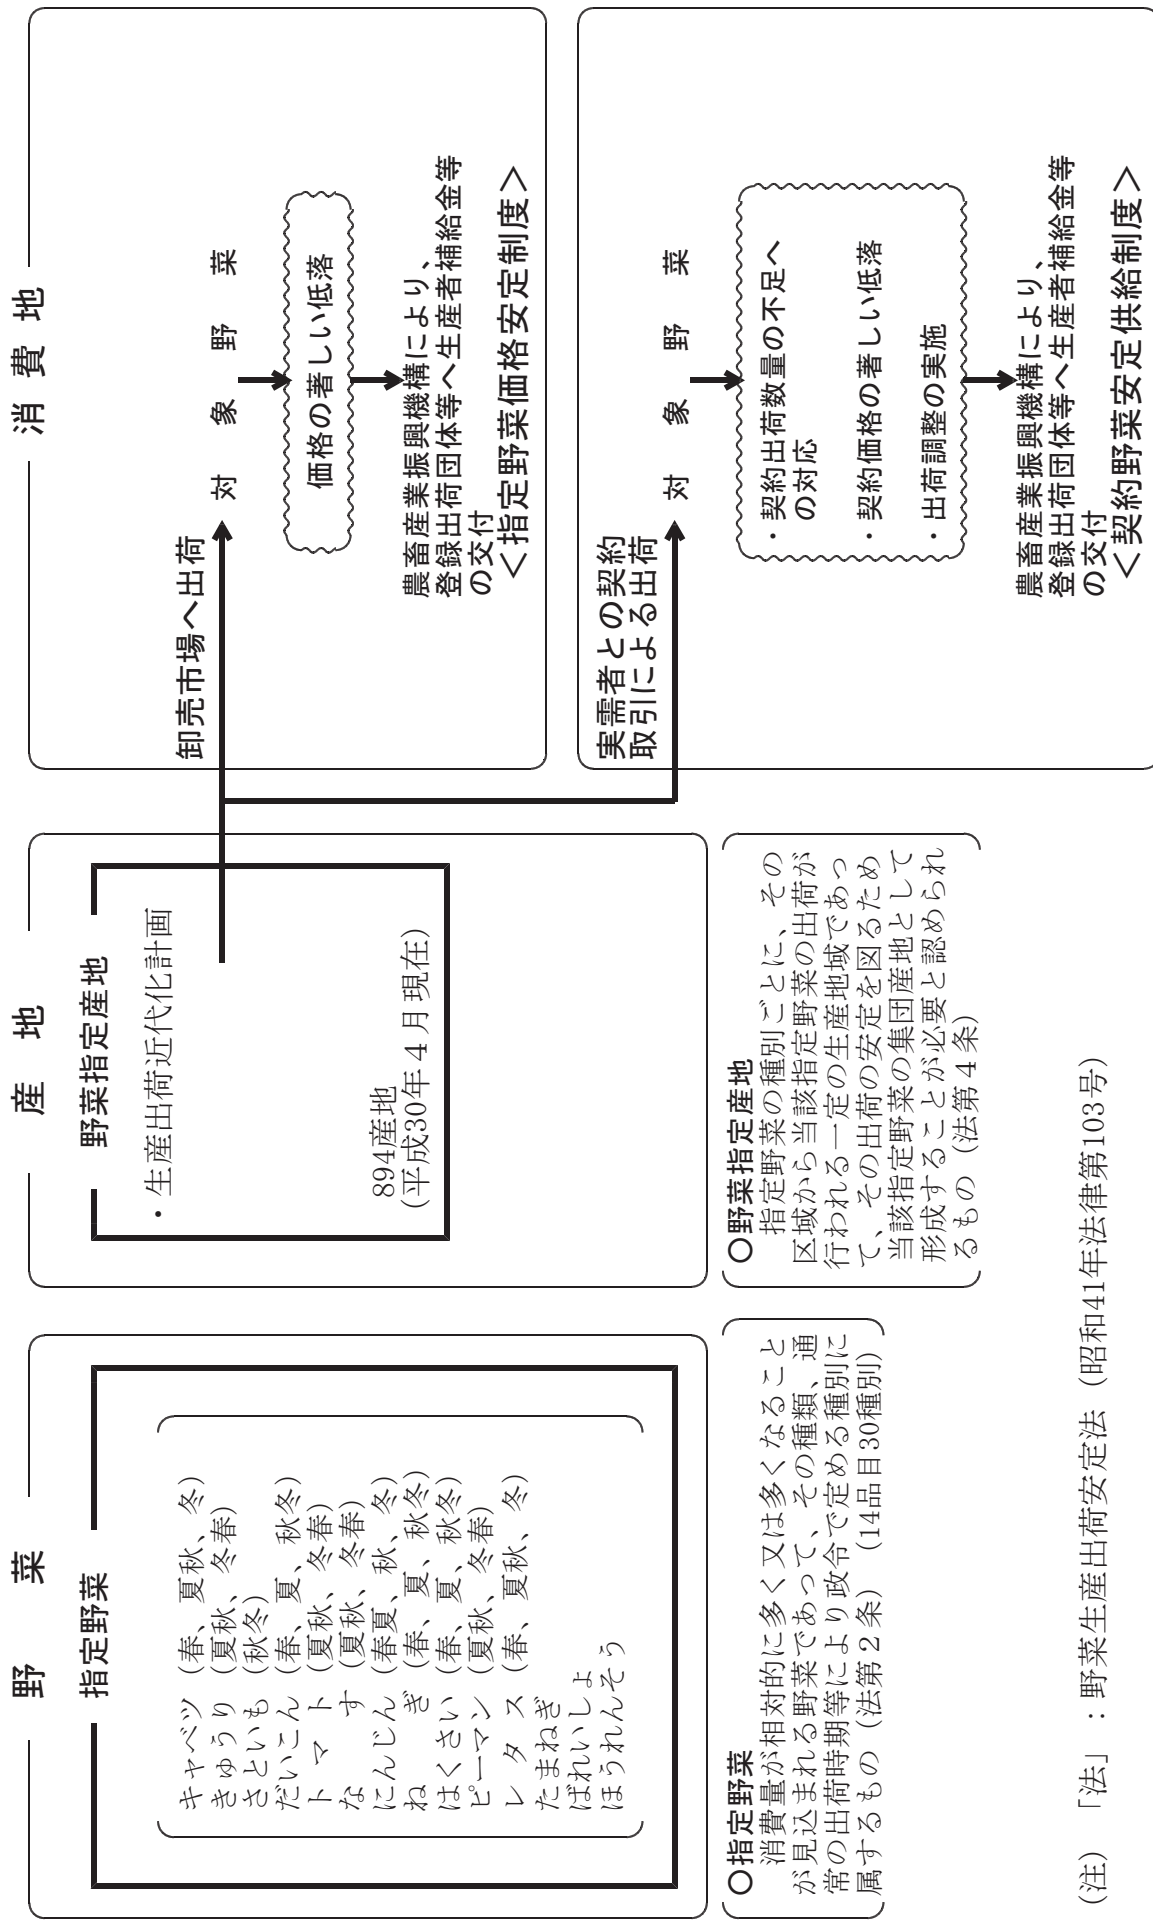 野菜
指定野菜
キャベツ (春、夏秋、冬)
きゅうり (夏秋、冬春)
さといも (秋冬)
だいこん (春、夏、秋冬)
トマト (夏秋、冬春)
なす (夏秋、冬春)
にんじん (春夏、秋、冬)
ねぎ (春、夏、秋冬)
はくさい (春、夏、秋冬)
ピーマン (夏秋、冬春)
レタス (春、夏秋、冬)
たまねぎ
ばれいしょ
ほうれんそう
○指定野菜
消費量が相対的に多く又は多くなること
が見込まれる野菜であって、その種類、通
常の出荷時期等により政令で定める種別に
属するもの（法第２条）（14品目30種別）
産地
野菜指定産地
・生産出荷近代化計画
894産地
(平成30年４月現在)
○野菜指定産地
指定野菜の種別ごとに、その
区域から当該指定野菜の出荷が
行われる一定の生産地域であっ
て、その出荷の安定を図るため
当該指定野菜の集団産地として
形成することが必要と認められ
るもの（法第４条）
消費地
卸売市場へ出荷
対象野菜
価格の著しい低落
農畜産業振興機構により、
登録出荷団体等へ生産者補給金等
の交付
＜指定野菜価格安定制度＞
実需者との契約
取引による出荷
対象野菜
・契約出荷数量の不足へ
の対応
・契約価格の著しい低落
・出荷調整の実施
農畜産業振興機構により、
登録出荷団体等へ生産者補給金等
の交付
＜契約野菜安定供給制度＞
(注)　「法」：野菜生産出荷安定法（昭和41年法律第103号）